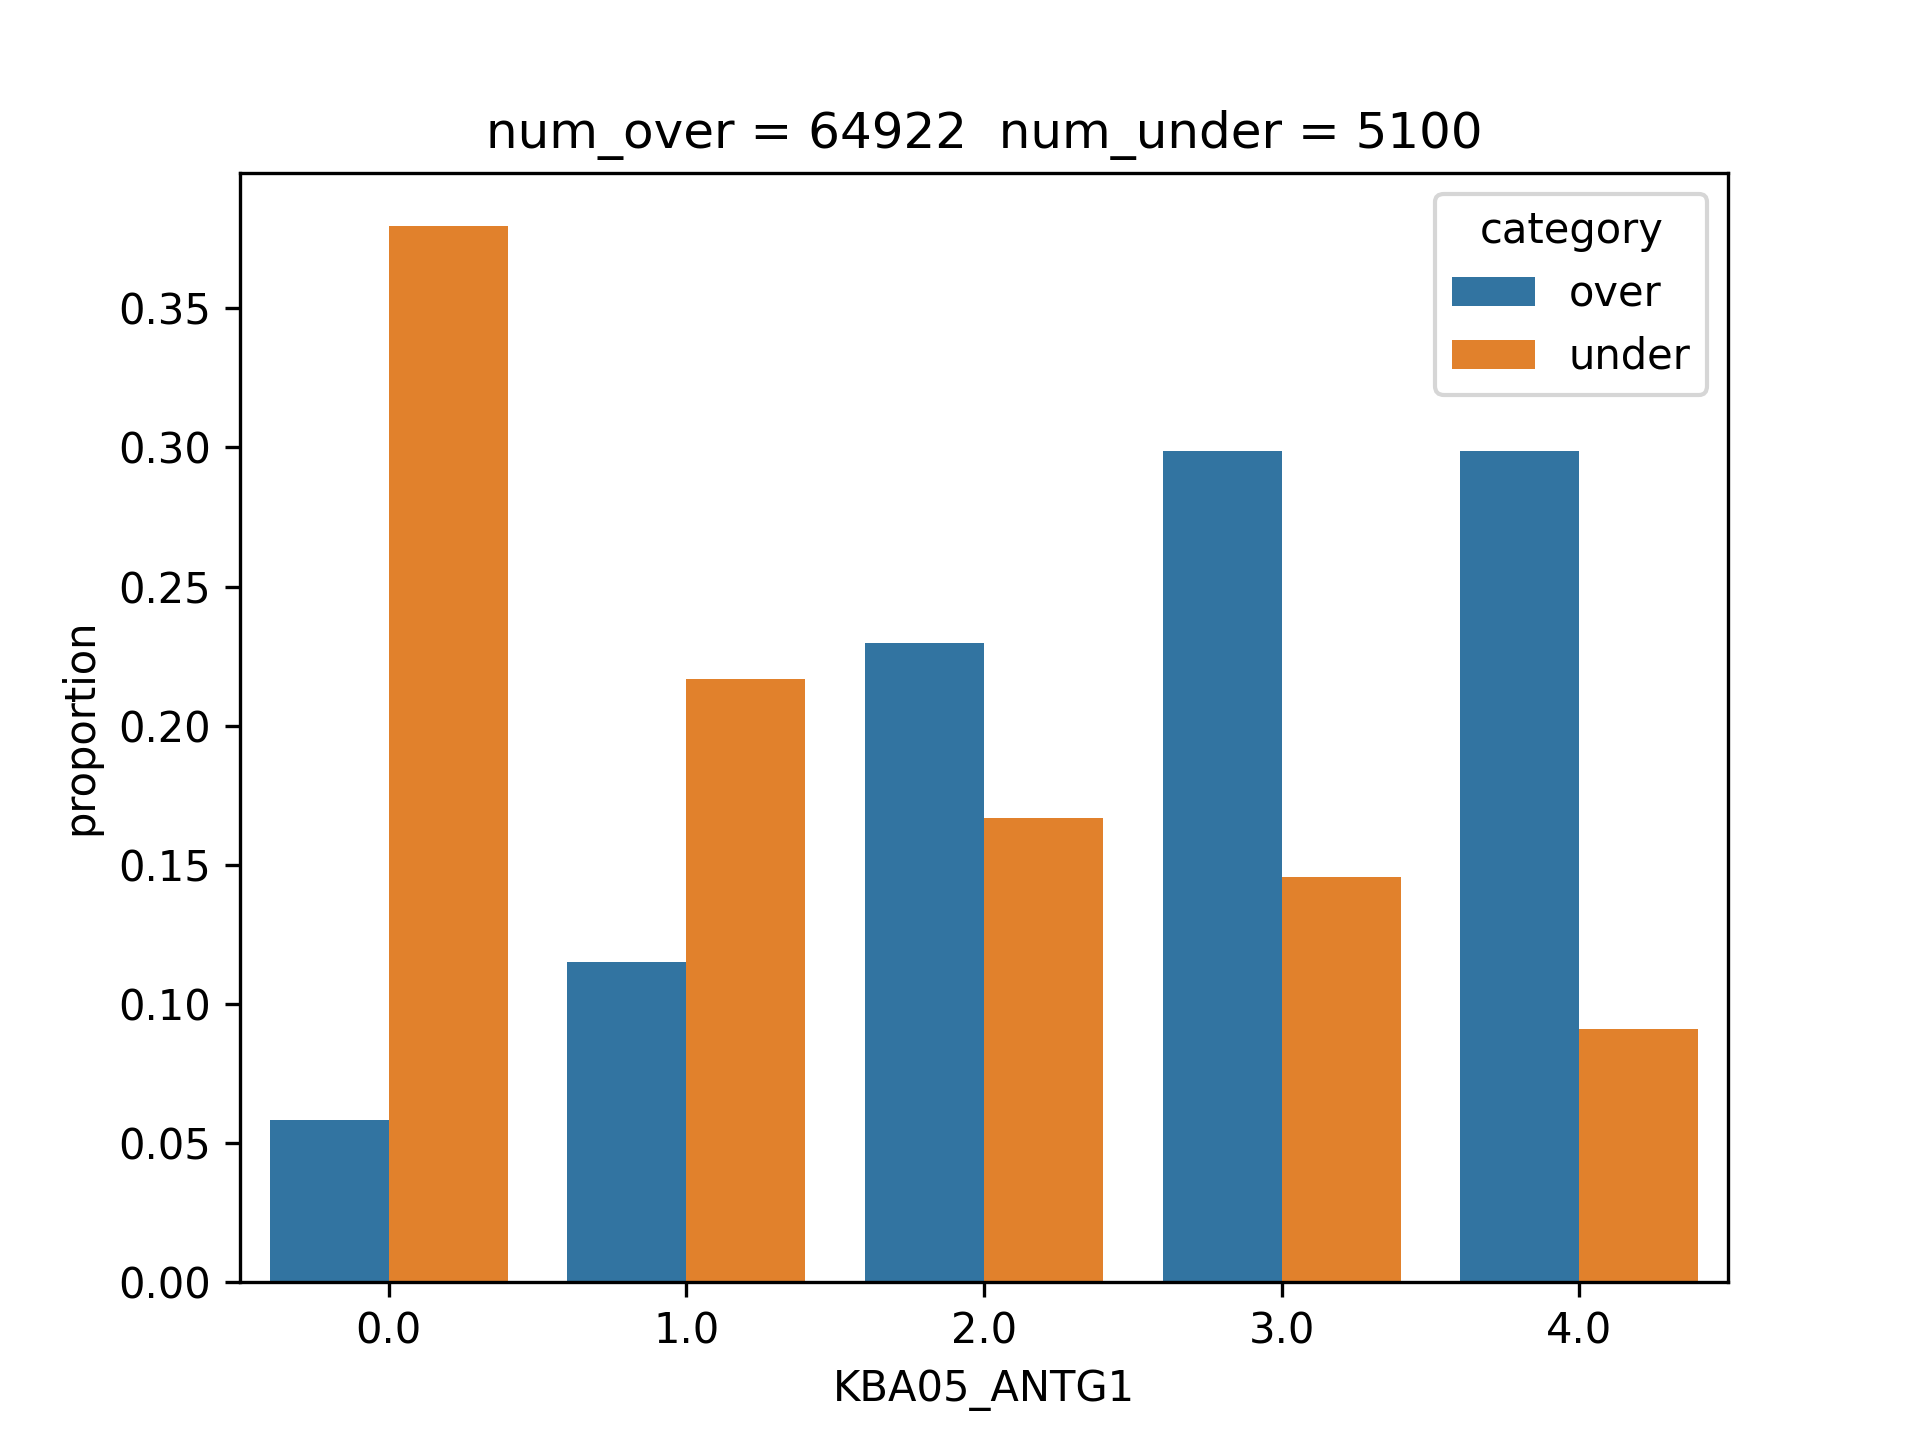 num_over = 64922  num_under = 5100
category
over
under
proportion
0.35
0.30
0.25
0.20
0.15
0.10
0.05
0.00
0.0 1.0 2.0 3.0 4.0
KBA05_ANTG1